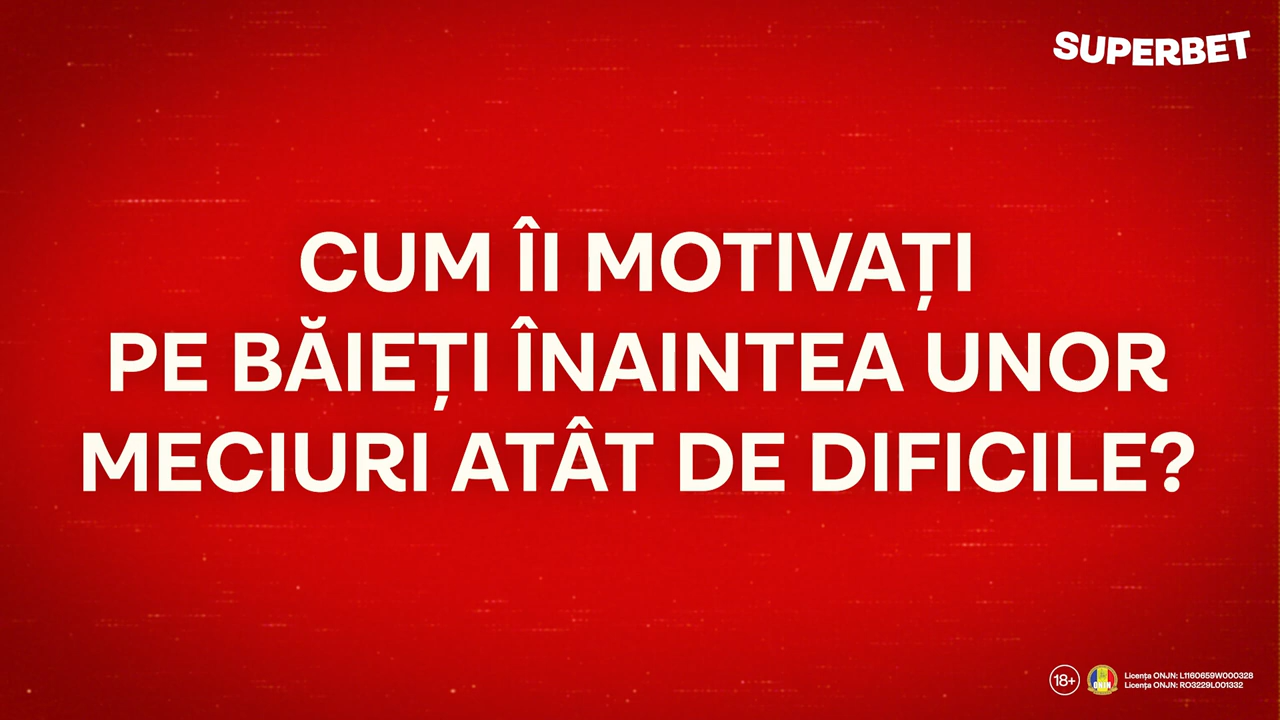 SUPERBET
CUM ÎI MOTIVAȚI
PE BĂIEȚI ÎNAINTEA UNOR
MECIURI ATÂT DE DIFICILE?
18+
ONJN
Licența ONJN: L1160659W000328
Licența ONJN: RO3229L001332